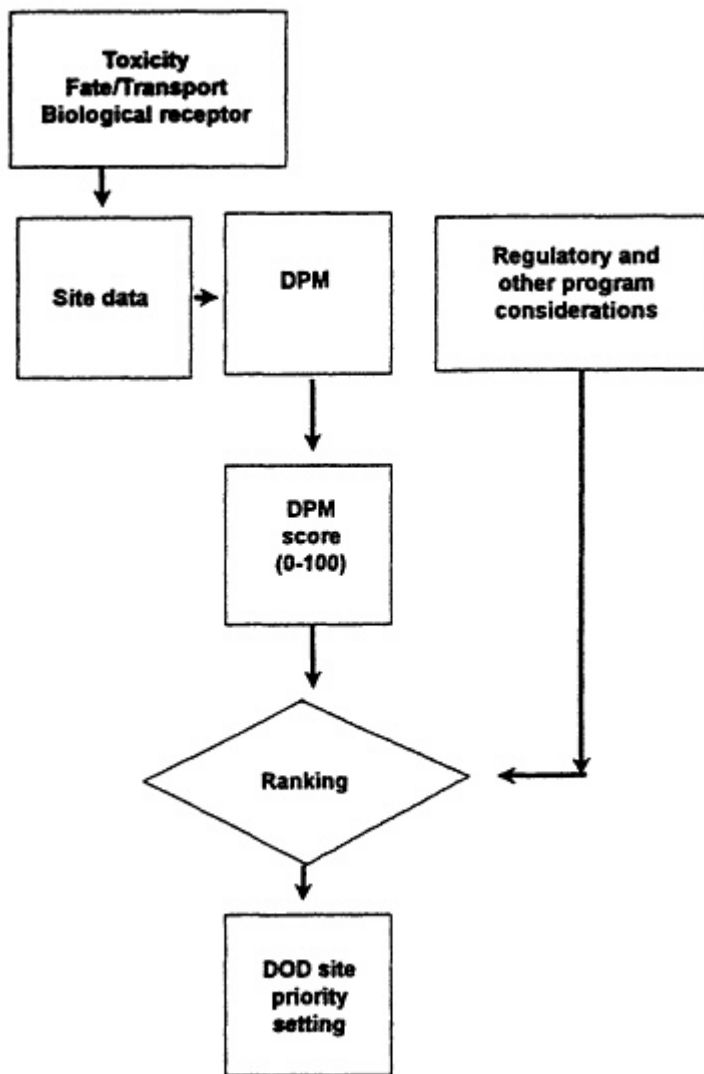 Toxicity
Fate/Transport
Biological receptor
Site data
DPM
Regulatory and
other program
considerations
DPM
score
(0-100)
Ranking
DOD site
priority
setting